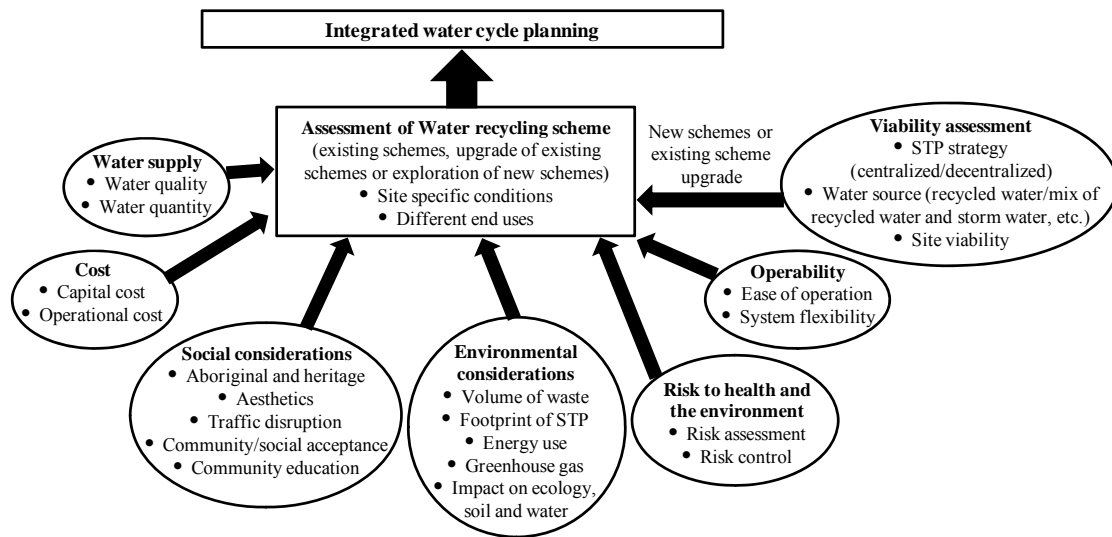 Integrated water cycle planning
Assessment of Water recycling scheme
(existing schemes, upgrade of existing
schemes or exploration of new schemes)
• Site specific conditions
• Different end uses
New schemes or
existing scheme
upgrade
Viability assessment
• STP strategy
(centralized/decentralized)
• Water source (recycled water/mix of
recycled water and storm water, etc.)
• Site viability
Water supply
• Water quality
• Water quantity
Cost
• Capital cost
• Operational cost
Social considerations
• Aboriginal and heritage
• Aesthetics
• Traffic disruption
• Community/social acceptance
• Community education
Environmental
considerations
• Volume of waste
• Footprint of STP
• Energy use
• Greenhouse gas
• Impact on ecology,
soil and water
Risk to health and
the environment
• Risk assessment
• Risk control
Operability
• Ease of operation
• System flexibility